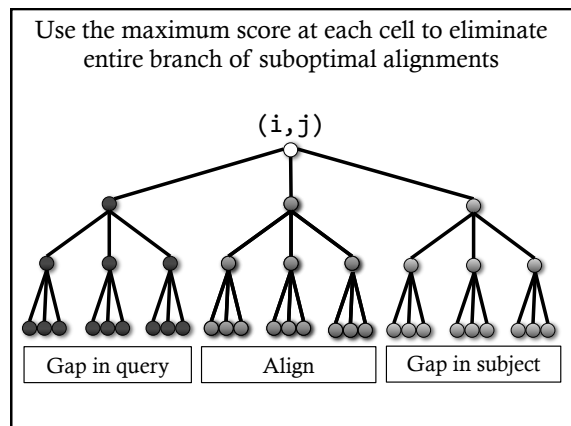 Use the maximum score at each cell to eliminate
entire branch of suboptimal alignments
(i,j)
Gap in query
Align
Gap in subject